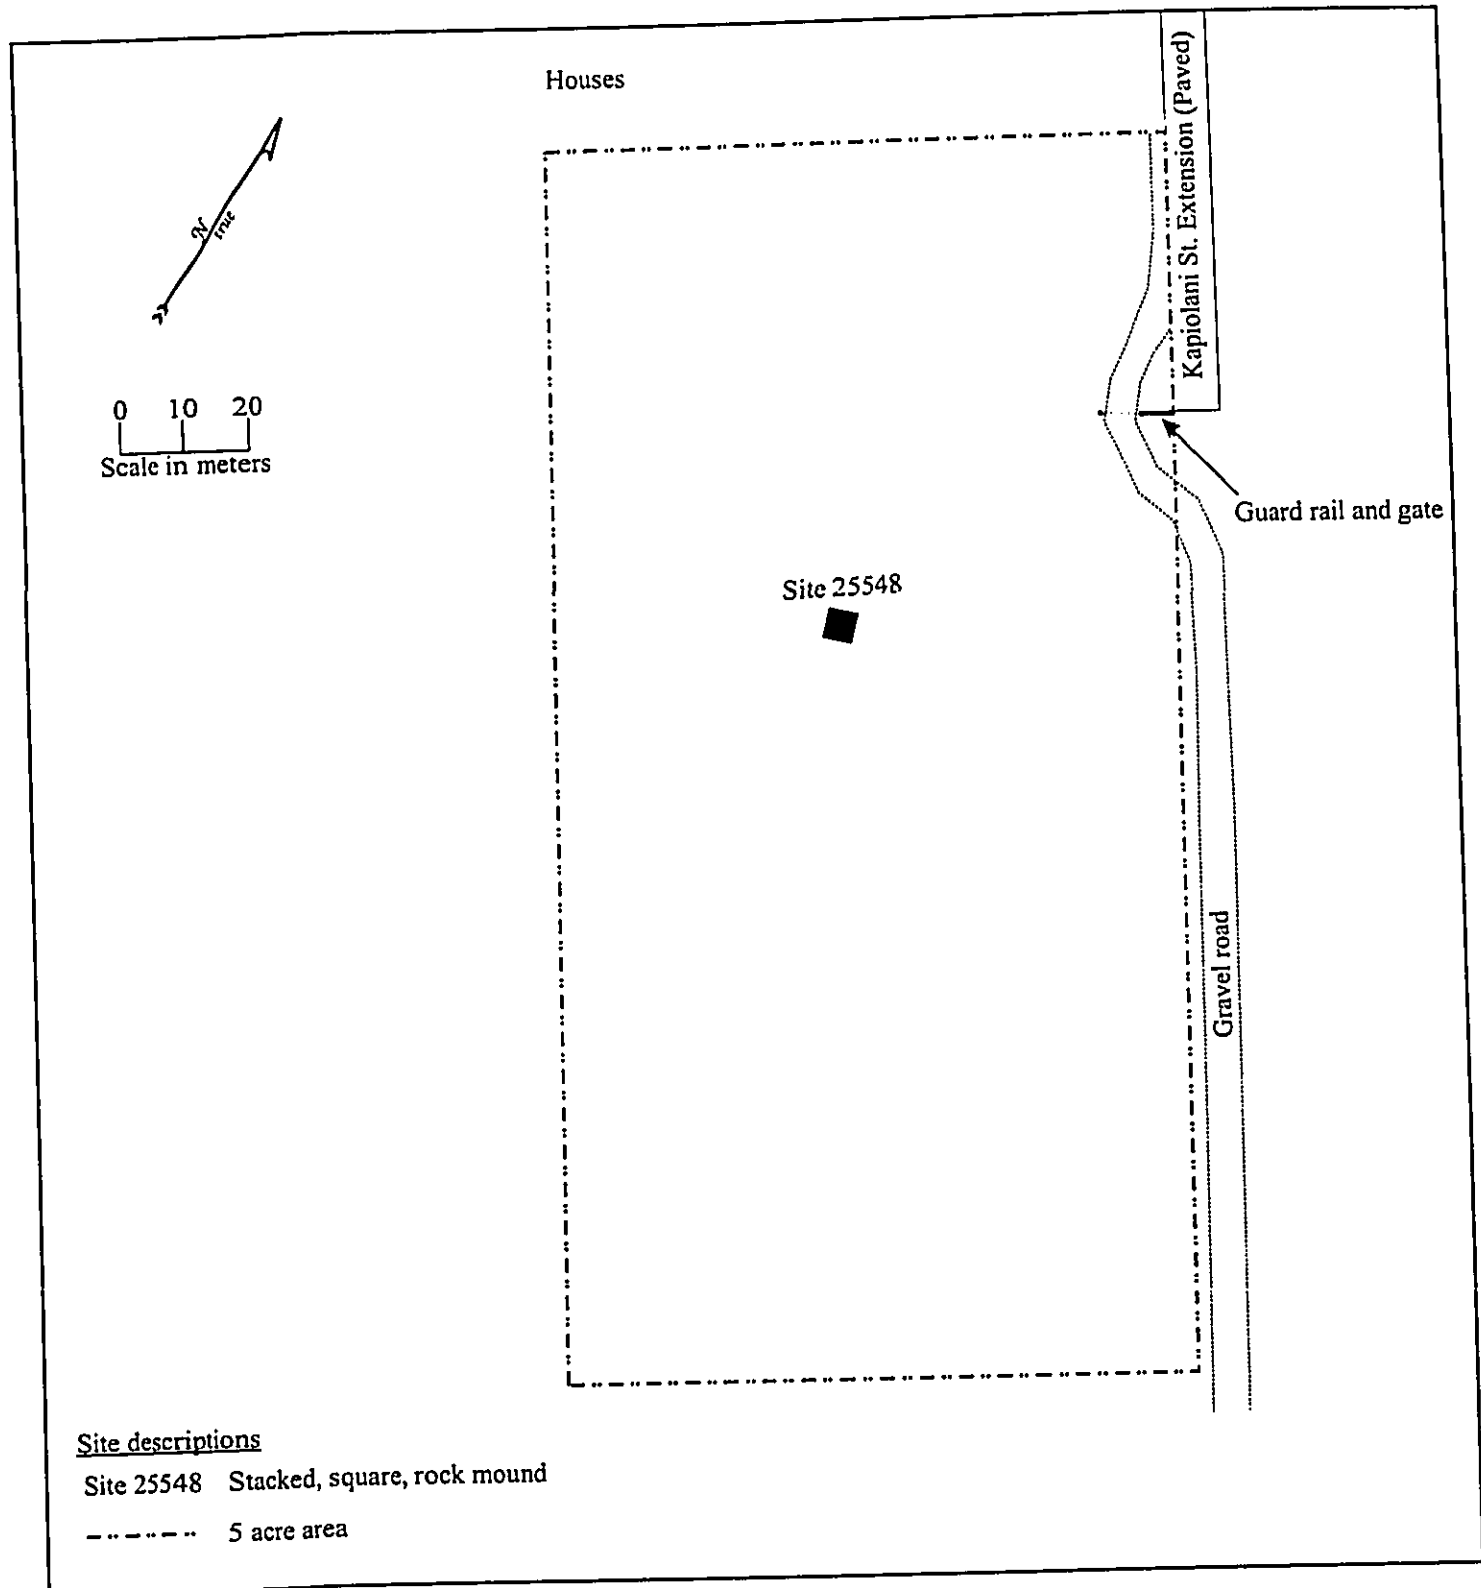 Houses
Kapiolani St. Extension (Paved)
N
true
0 10 20
Scale in meters
Guard rail and gate
Site 25548
Gravel road
Site descriptions
Site 25548 Stacked, square, rock mound
5 acre area